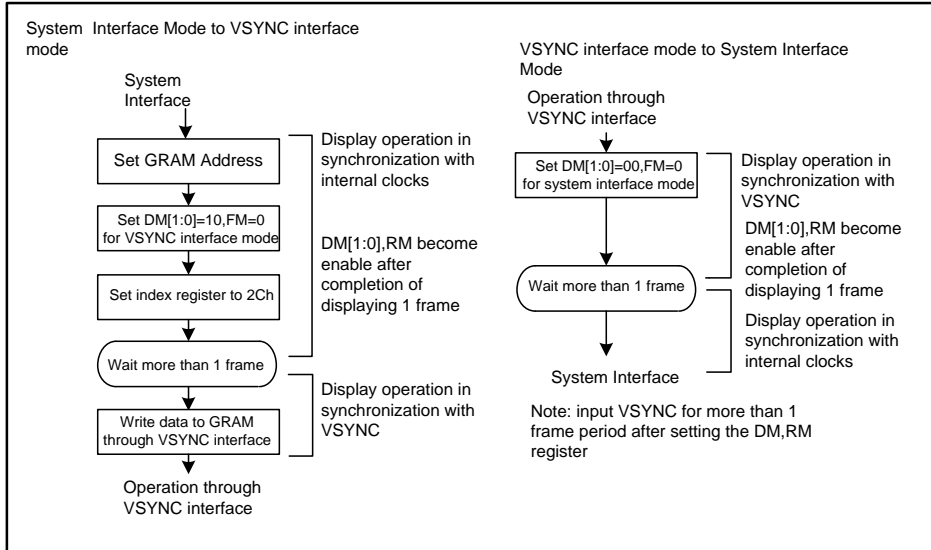 System  Interface Mode to VSYNC interface
mode
System
Interface
Set GRAM Address
Set DM[1:0]=10,FM=0
for VSYNC interface mode
Set index register to 2Ch
Wait more than 1 frame
Write data to GRAM
through VSYNC interface
Operation through
VSYNC interface
Display operation in
synchronization with
internal clocks
DM[1:0],RM become
enable after
completion of
displaying 1 frame
Display operation in
synchronization with
VSYNC
VSYNC interface mode to System Interface
Mode
Operation through
VSYNC interface
Set DM[1:0]=00,FM=0
for system interface mode
Wait more than 1 frame
System Interface
Display operation in
synchronization with
VSYNC
DM[1:0],RM become
enable after
completion of
displaying 1 frame
Display operation in
synchronization with
internal clocks
Note: input VSYNC for more than 1
frame period after setting the DM,RM
register